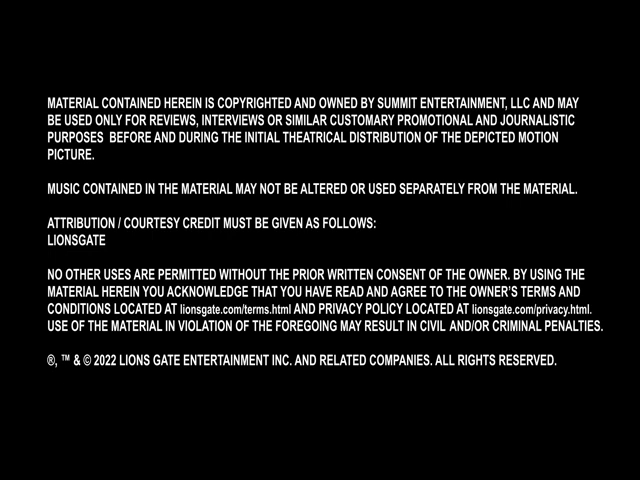 MATERIAL CONTAINED HEREIN IS COPYRIGHTED AND OWNED BY SUMMIT ENTERTAINMENT, LLC AND MAY
BE USED ONLY FOR REVIEWS, INTERVIEWS OR SIMILAR CUSTOMARY PROMOTIONAL AND JOURNALISTIC
PURPOSES BEFORE AND DURING THE INITIAL THEATRICAL DISTRIBUTION OF THE DEPICTED MOTION
PICTURE.
MUSIC CONTAINED IN THE MATERIAL MAY NOT BE ALTERED OR USED SEPARATELY FROM THE MATERIAL.
ATTRIBUTION / COURTESY CREDIT MUST BE GIVEN AS FOLLOWS:
LIONSGATE
NO OTHER USES ARE PERMITTED WITHOUT THE PRIOR WRITTEN CONSENT OF THE OWNER. BY USING THE
MATERIAL HEREIN YOU ACKNOWLEDGE THAT YOU HAVE READ AND AGREE TO THE OWNER'S TERMS AND
CONDITIONS LOCATED AT lionsgate.com/terms.html AND PRIVACY POLICY LOCATED AT lionsgate.com/privacy.html.
USE OF THE MATERIAL IN VIOLATION OF THE FOREGOING MAY RESULT IN CIVIL AND/OR CRIMINAL PENALTIES.
®, ™ & © 2022 LIONS GATE ENTERTAINMENT INC. AND RELATED COMPANIES. ALL RIGHTS RESERVED.